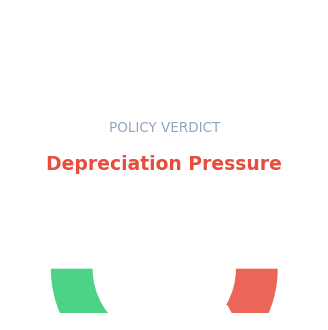 POLICY VERDICT
Depreciation Pressure